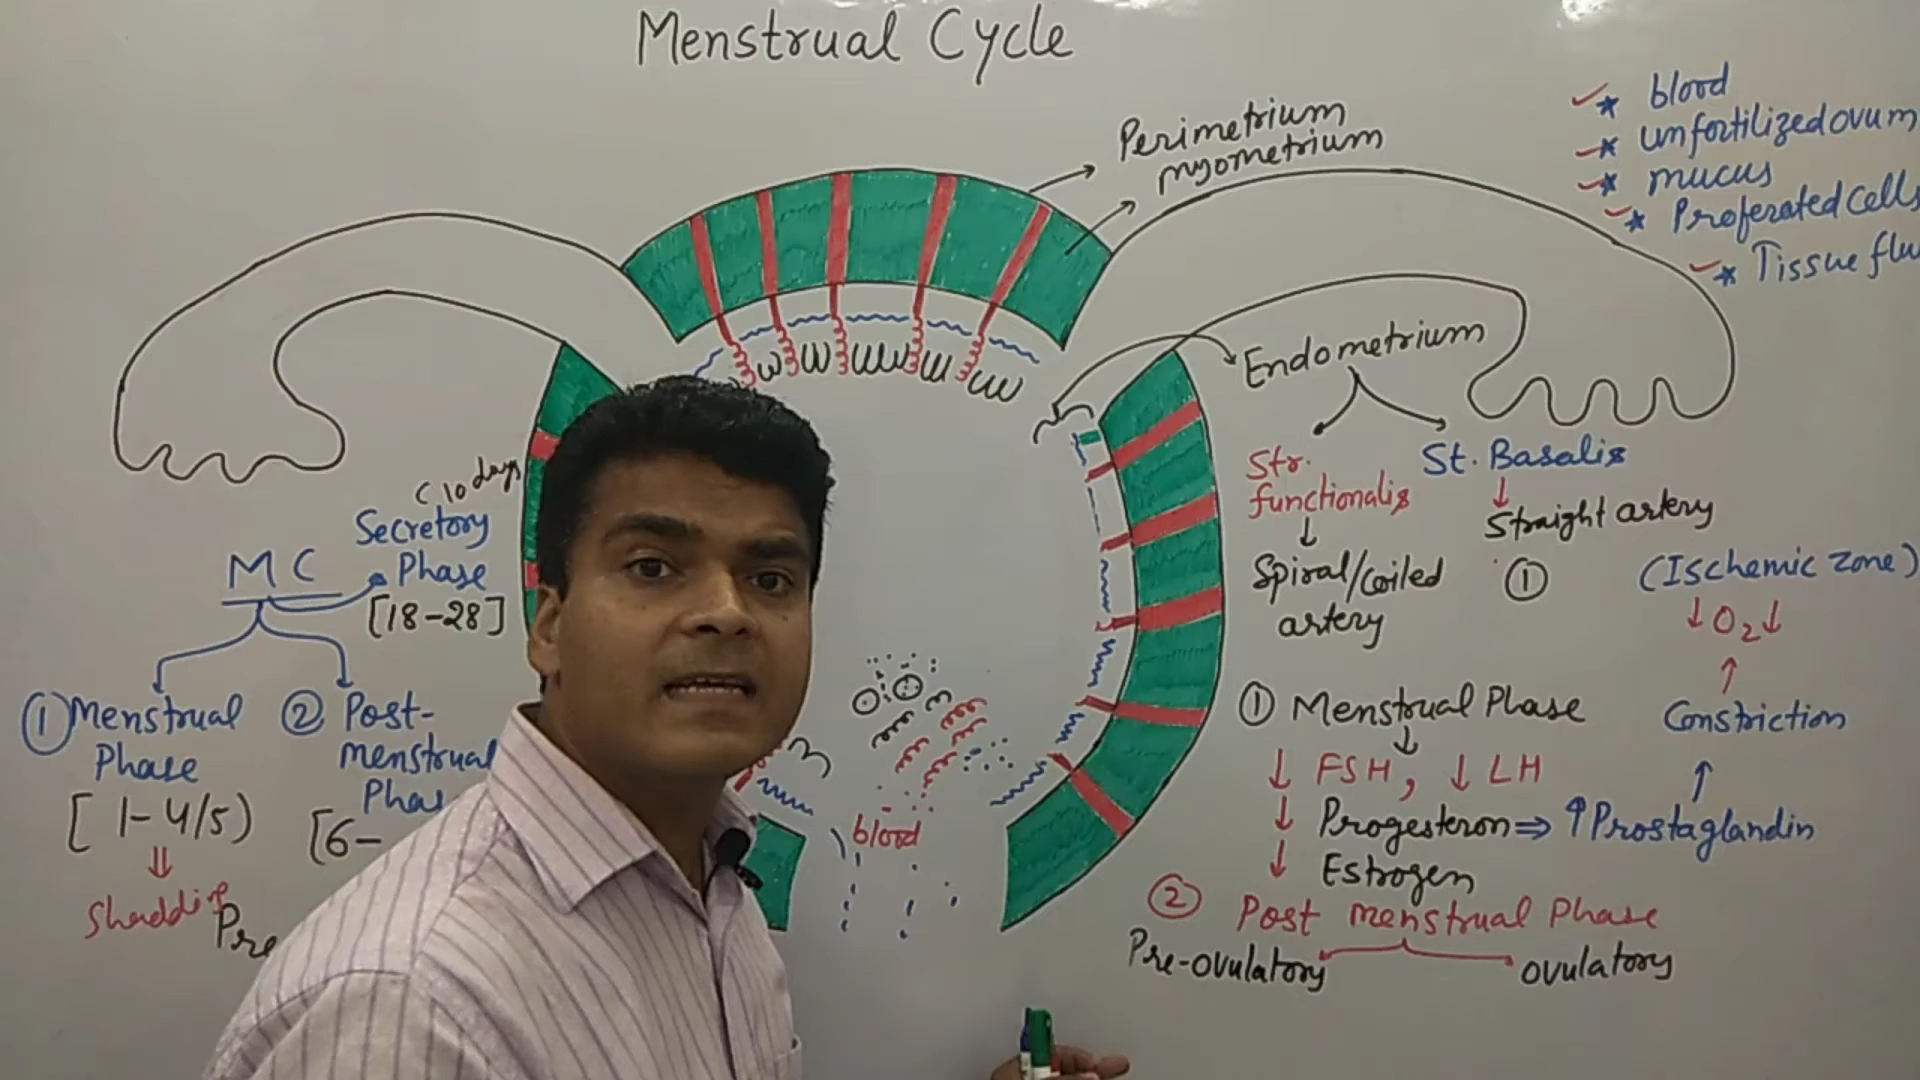 Menstrual Cycle
Perimetrium
myometrium
★ blood
★ unfortilized ovum
★ mucus
★ Proferated cells
★ Tissue flu
Endometrium
Str.
functionalis
Spiral/coiled
artery
St. Basalis
Straight artery
①
(Ischemic zone)
↓ O2 ↓
↑
Constriction
↑
① Menstrual Phase
↓ FSH, ↓ LH
↓ Progesteron ⇒ ↑ Prostaglandin
↓ Estrogen
② Post menstrual Phase
Pre-ovulatory
ovulatory
(10 days
Secretory
Phase
[18-28]
MC
① Menstrual
Phase
[1-4/5)
⇓
Pre
② Post-
menstrual
Phas
[6-
blood